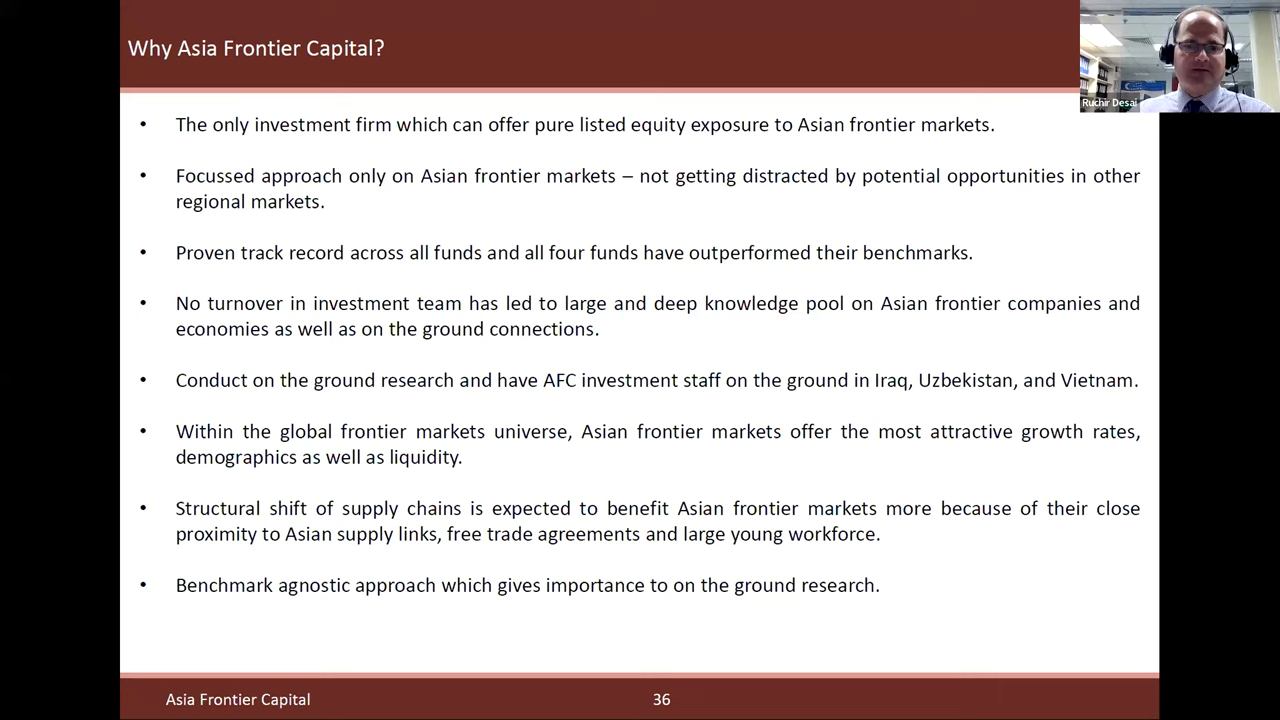 Why Asia Frontier Capital?
Ruchir Desai
• The only investment firm which can offer pure listed equity exposure to Asian frontier markets.
• Focussed approach only on Asian frontier markets – not getting distracted by potential opportunities in other
regional markets.
• Proven track record across all funds and all four funds have outperformed their benchmarks.
• No turnover in investment team has led to large and deep knowledge pool on Asian frontier companies and
economies as well as on the ground connections.
• Conduct on the ground research and have AFC investment staff on the ground in Iraq, Uzbekistan, and Vietnam.
• Within the global frontier markets universe, Asian frontier markets offer the most attractive growth rates,
demographics as well as liquidity.
• Structural shift of supply chains is expected to benefit Asian frontier markets more because of their close
proximity to Asian supply links, free trade agreements and large young workforce.
• Benchmark agnostic approach which gives importance to on the ground research.
Asia Frontier Capital
36